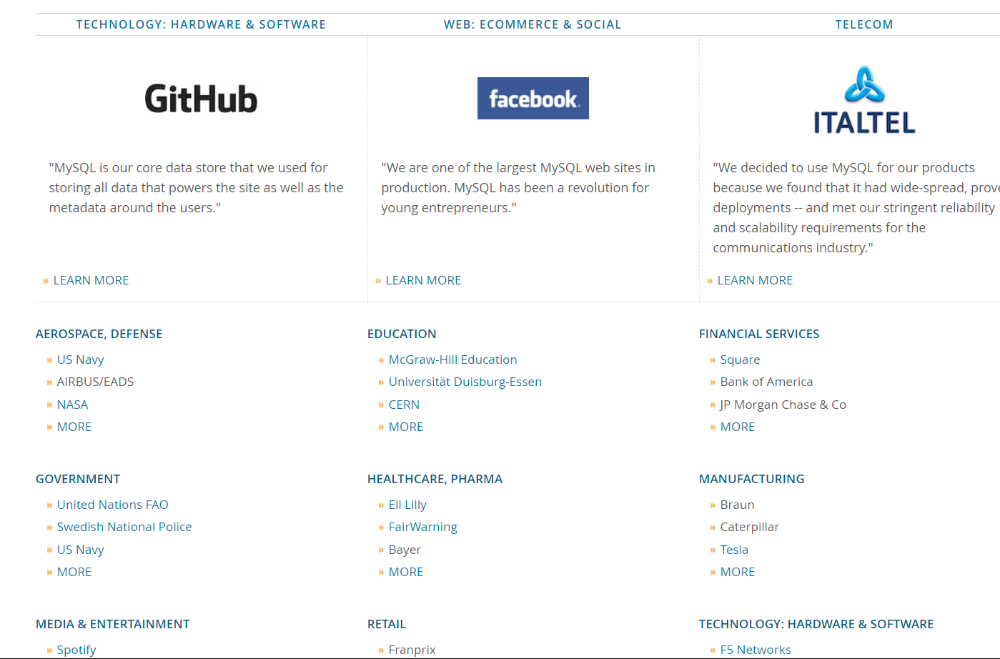 TECHNOLOGY: HARDWARE & SOFTWARE
WEB: ECOMMERCE & SOCIAL
TELECOM
GitHub
facebook.
ITALTEL
"MySQL is our core data store that we used for
storing all data that powers the site as well as the
metadata around the users."
"We are one of the largest MySQL web sites in
production. MySQL has been a revolution for
young entrepreneurs."
"We decided to use MySQL for our products
because we found that it had wide-spread, prove
deployments -- and met our stringent reliability
and scalability requirements for the
communications industry."
» LEARN MORE
» LEARN MORE
» LEARN MORE
AEROSPACE, DEFENSE
» US Navy
» AIRBUS/EADS
» NASA
» MORE
EDUCATION
» McGraw-Hill Education
» Universität Duisburg-Essen
» CERN
» MORE
FINANCIAL SERVICES
» Square
» Bank of America
» JP Morgan Chase & Co
» MORE
GOVERNMENT
» United Nations FAO
» Swedish National Police
» US Navy
» MORE
HEALTHCARE, PHARMA
» Eli Lilly
» FairWarning
» Bayer
» MORE
MANUFACTURING
» Braun
» Caterpillar
» Tesla
» MORE
MEDIA & ENTERTAINMENT
» Spotify
RETAIL
» Franprix
TECHNOLOGY: HARDWARE & SOFTWARE
» F5 Networks